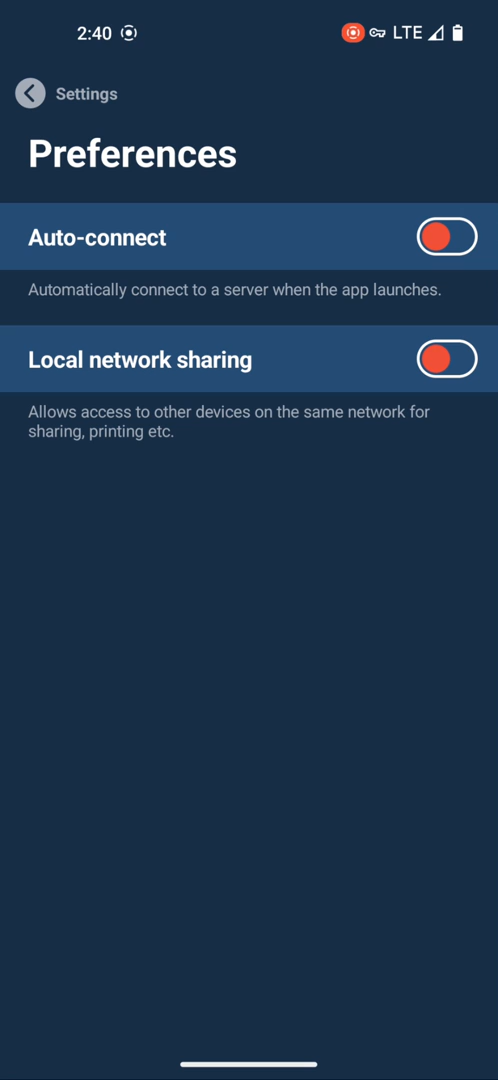 2:40
LTE
Settings
Preferences
Auto-connect
Automatically connect to a server when the app launches.
Local network sharing
Allows access to other devices on the same network for
sharing, printing etc.